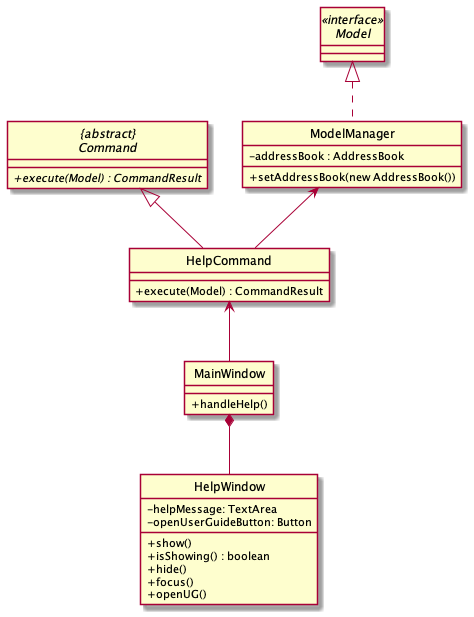 «interface»
Model
{abstract}
Command
+execute(Model) : CommandResult
ModelManager
-addressBook : AddressBook
+setAddressBook(new AddressBook())
HelpCommand
+execute(Model) : CommandResult
MainWindow
+handleHelp()
HelpWindow
-helpMessage: TextArea
-openUserGuideButton: Button
+show()
+isShowing() : boolean
+hide()
+focus()
+openUG()